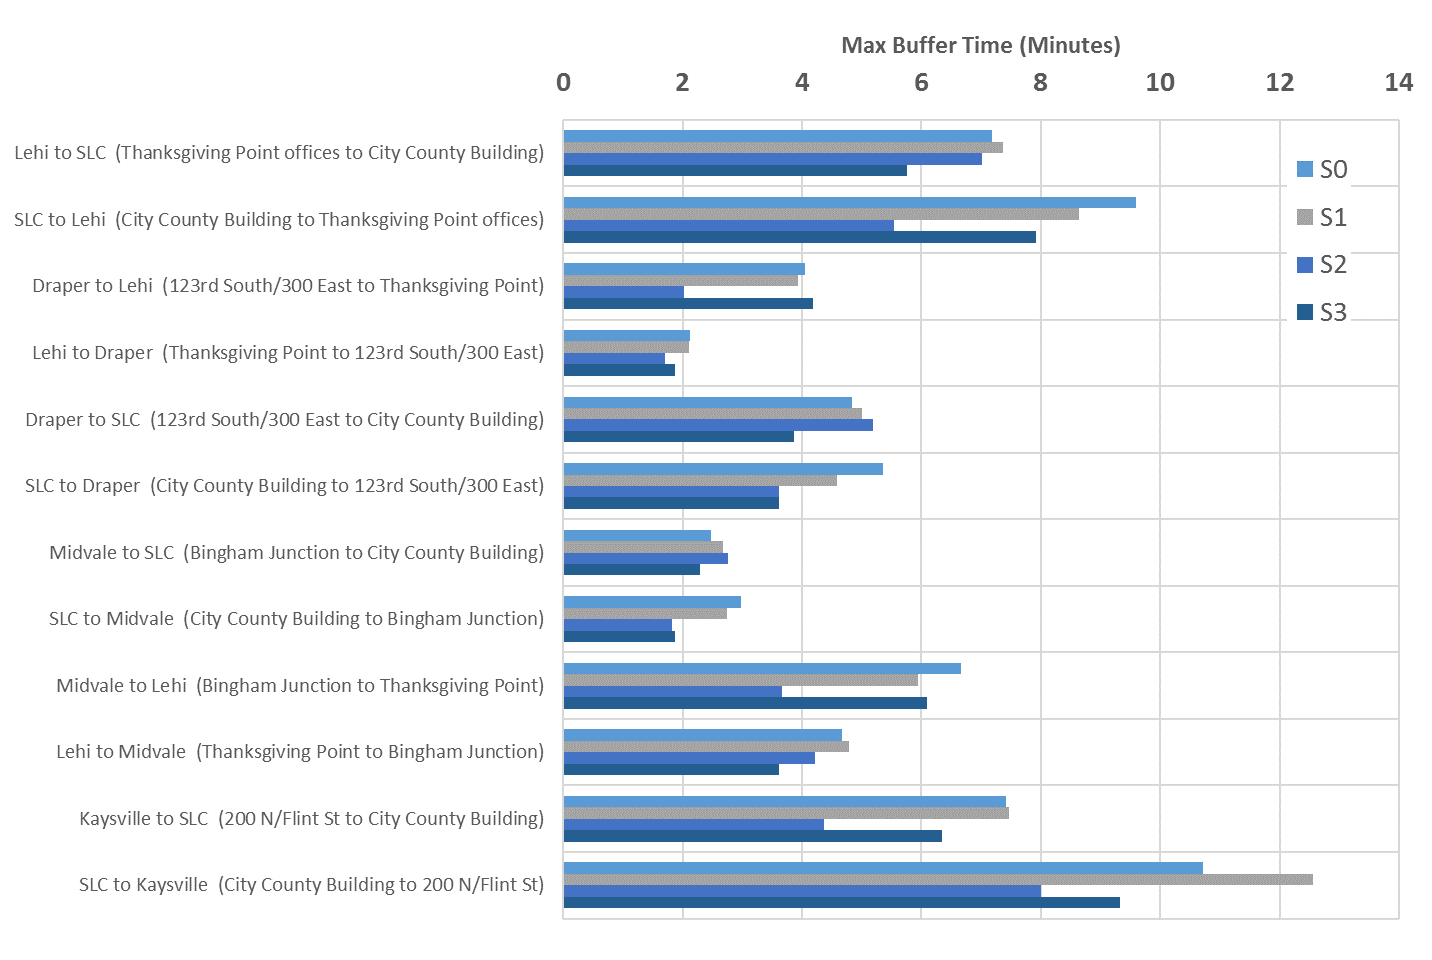 Max Buffer Time (Minutes)
0 2 4 6 8 10 12 14
Lehi to SLC  (Thanksgiving Point offices to City County Building)
SLC to Lehi  (City County Building to Thanksgiving Point offices)
Draper to Lehi  (123rd South/300 East to Thanksgiving Point)
Lehi to Draper  (Thanksgiving Point to 123rd South/300 East)
Draper to SLC  (123rd South/300 East to City County Building)
SLC to Draper  (City County Building to 123rd South/300 East)
Midvale to SLC  (Bingham Junction to City County Building)
SLC to Midvale  (City County Building to Bingham Junction)
Midvale to Lehi  (Bingham Junction to Thanksgiving Point)
Lehi to Midvale  (Thanksgiving Point to Bingham Junction)
Kaysville to SLC  (200 N/Flint St to City County Building)
SLC to Kaysville  (City County Building to 200 N/Flint St)
S0
S1
S2
S3